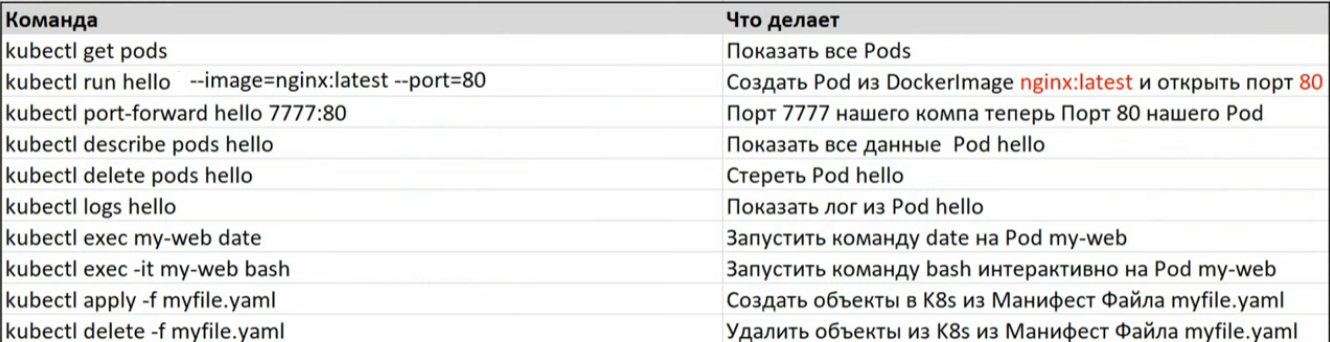 Команда Что делает
kubectl get pods Показать все Pods
kubectl run hello --image=nginx:latest --port=80 Создать Pod из DockerImage nginx:latest и открыть порт 80
kubectl port-forward hello 7777:80 Порт 7777 нашего компа теперь Порт 80 нашего Pod
kubectl describe pods hello Показать все данные Pod hello
kubectl delete pods hello Стереть Pod hello
kubectl logs hello Показать лог из Pod hello
kubectl exec my-web date Запустить команду date на Pod my-web
kubectl exec -it my-web bash Запустить команду bash интерактивно на Pod my-web
kubectl apply -f myfile.yaml Создать объекты в K8s из Манифест Файла myfile.yaml
kubectl delete -f myfile.yaml Удалить объекты из K8s из Манифест Файла myfile.yaml